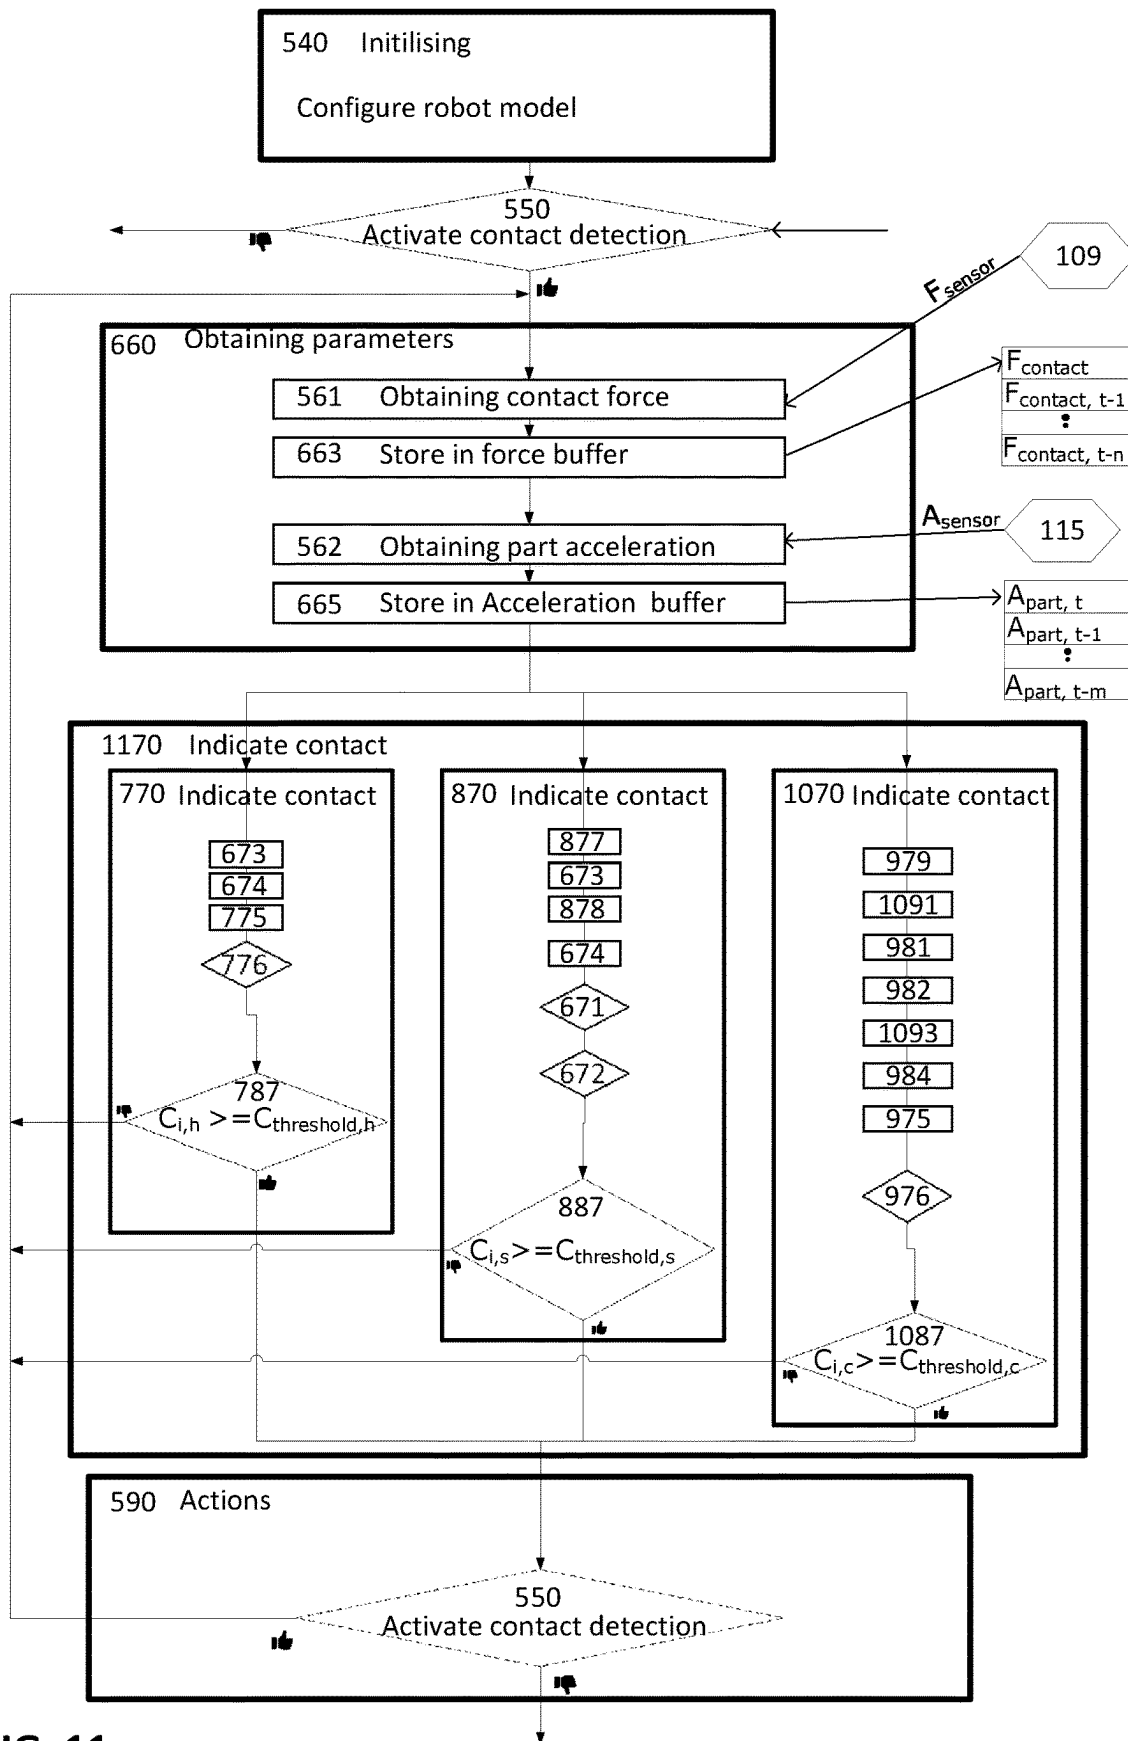 540 Initilising
Configure robot model
550
Activate contact detection
109
Fsensor
660 Obtaining parameters
561 Obtaining contact force
663 Store in force buffer
Fcontact
Fcontact, t-1
Fcontact, t-n
562 Obtaining part acceleration
Asensor
115
665 Store in Acceleration buffer
Apart, t
Apart, t-1
Apart, t-m
1170 Indicate contact
770 Indicate contact
673
674
775
776
787
Ci,h >=Cthreshold,h
870 Indicate contact
877
673
878
674
671
672
887
Ci,s>=Cthreshold,s
1070 Indicate contact
979
1091
981
982
1093
984
975
976
1087
Ci,c>=Cthreshold,c
590 Actions
550
Activate contact detection